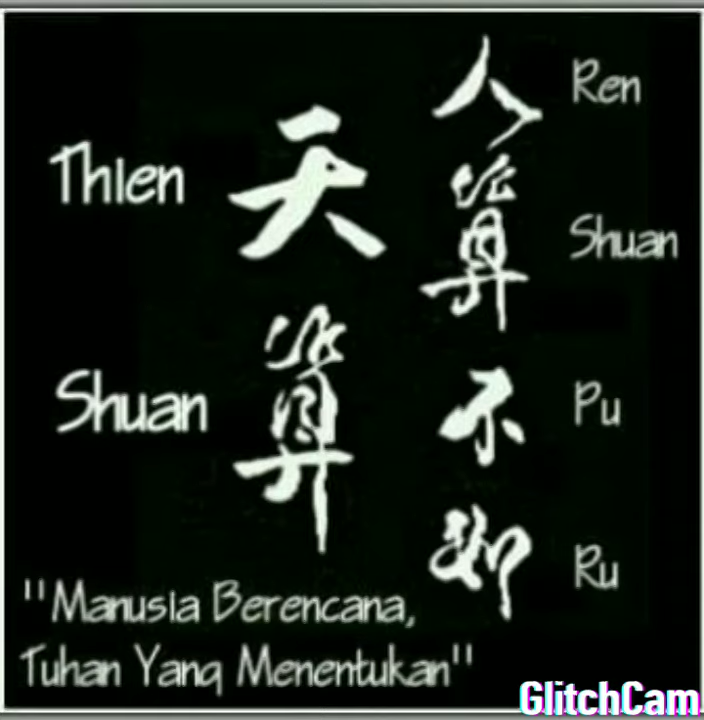 人算不如
Ren
Shuan
Pu
Ru
天算
Thien
Shuan
"Manusia Berencana,
Tuhan Yang Menentukan"
GlitchCam